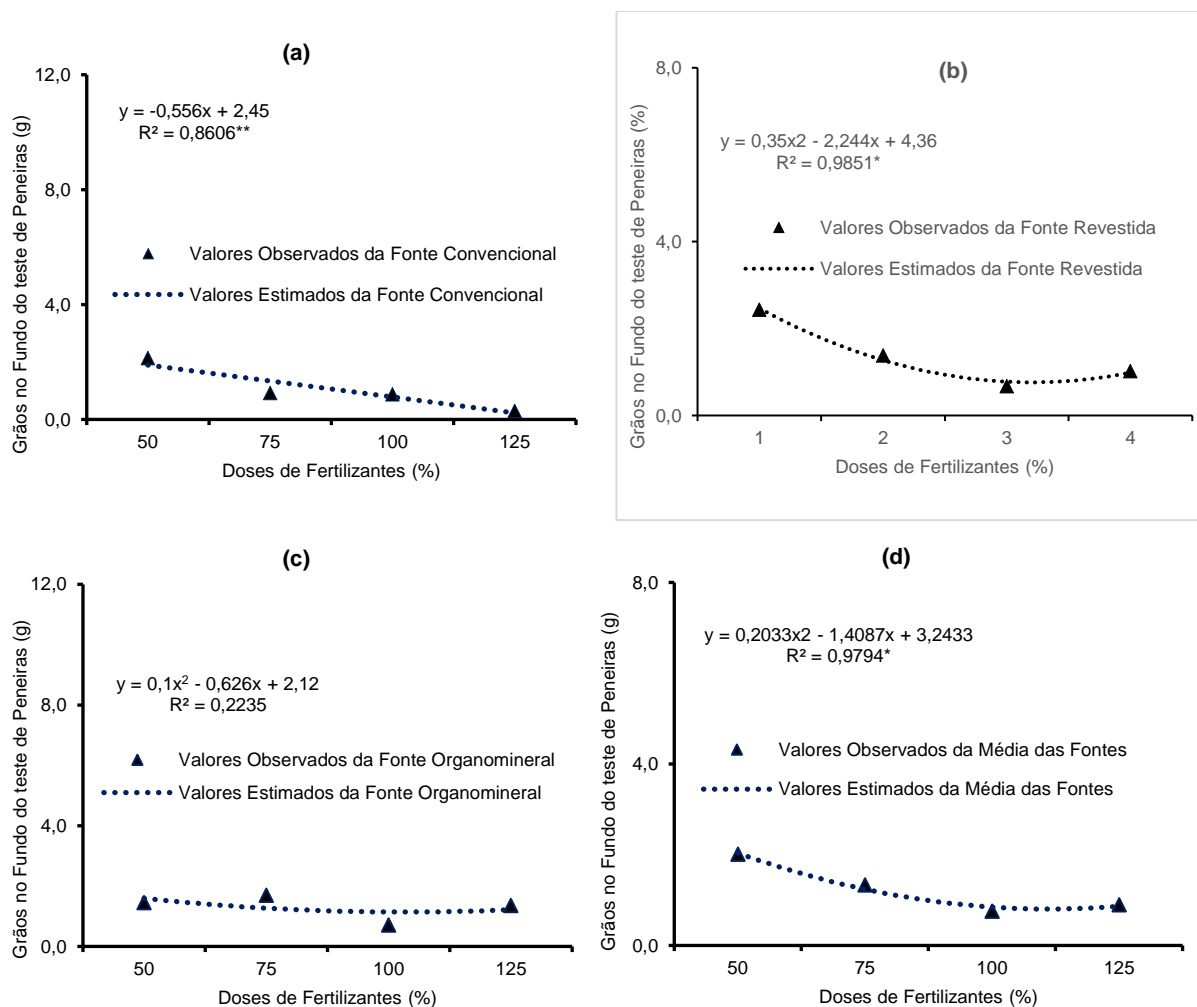 (a)
12,0
8,0
4,0
0,0
Grãos no Fundo do teste de Peneiras (g)
y = -0,556x + 2,45
R² = 0,8606**
Valores Observados da Fonte Convencional
Valores Estimados da Fonte Convencional
50 75 100 125
Doses de Fertilizantes (%)
(b)
8,0
4,0
0,0
Grãos no Fundo do teste de Peneiras (%)
y = 0,35x2 - 2,244x + 4,36
R² = 0,9851*
Valores Observados da Fonte Revestida
Valores Estimados da Fonte Revestida
1 2 3 4
Doses de Fertilizantes (%)
(c)
12,0
8,0
4,0
0,0
Grãos no Fundo do teste de Peneiras (g)
y = 0,1x² - 0,626x + 2,12
R² = 0,2235
Valores Observados da Fonte Organomineral
Valores Estimados da Fonte Organomineral
50 75 100 125
Doses de Fertilizantes (%)
(d)
8,0
4,0
0,0
Grãos no Fundo do teste de Peneiras (g)
y = 0,2033x2 - 1,4087x + 3,2433
R² = 0,9794*
Valores Observados da Média das Fontes
Valores Estimados da Média das Fontes
50 75 100 125
Doses de Fertilizantes (%)